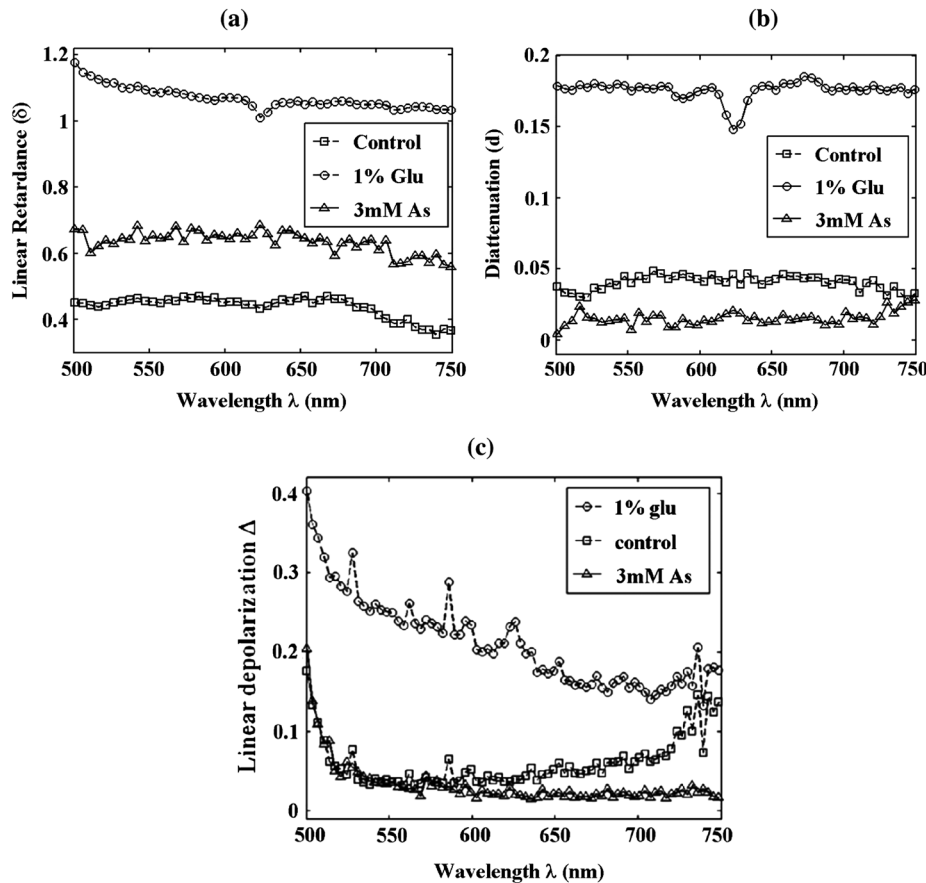 (a)
Linear Retardance (δ)
1.2
1
0.8
0.6
0.4
Control
1% Glu
3mM As
500 550 600 650 700 750
Wavelength λ (nm)
(b)
Diattenuation (d)
0.2
0.15
0.1
0.05
0
Control
1% Glu
3mM As
500 550 600 650 700 750
Wavelength λ (nm)
(c)
Linear depolarization Δ
0.4
0.3
0.2
0.1
0
1% glu
control
3mM As
500 550 600 650 700 750
Wavelength λ (nm)